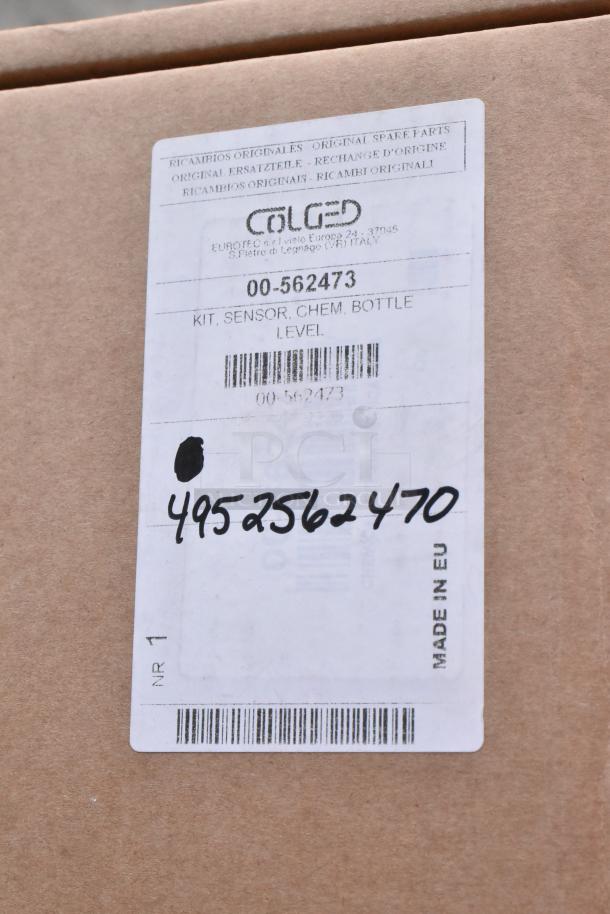 RICAMBIOS ORIGINALES - ORIGINAL SPARE PARTS
ORIGINAL ERSATZTEILE - RECHANGE D'ORIGINE
RICAMBIOS ORIGINAIS - RICAMBI ORIGINALI
COLGED
EUROTEC s.r.l viale Europa 24 - 37045
S.Pietro di Legnago (VR) ITALY
00-562473
KIT, SENSOR, CHEM, BOTTLE
LEVEL
00-562473
PCi
4952562470
MADE IN EU
NR 1